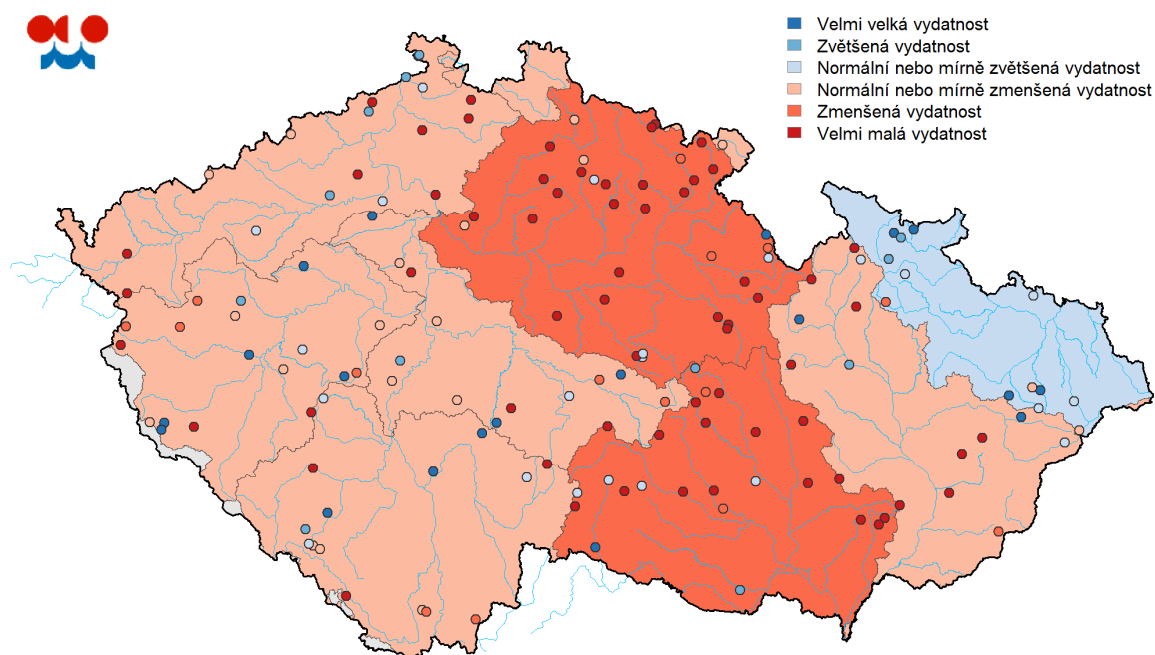 Velmi velká vydatnost
Zvětšená vydatnost
Normální nebo mírně zvětšená vydatnost
Normální nebo mírně zmenšená vydatnost
Zmenšená vydatnost
Velmi malá vydatnost